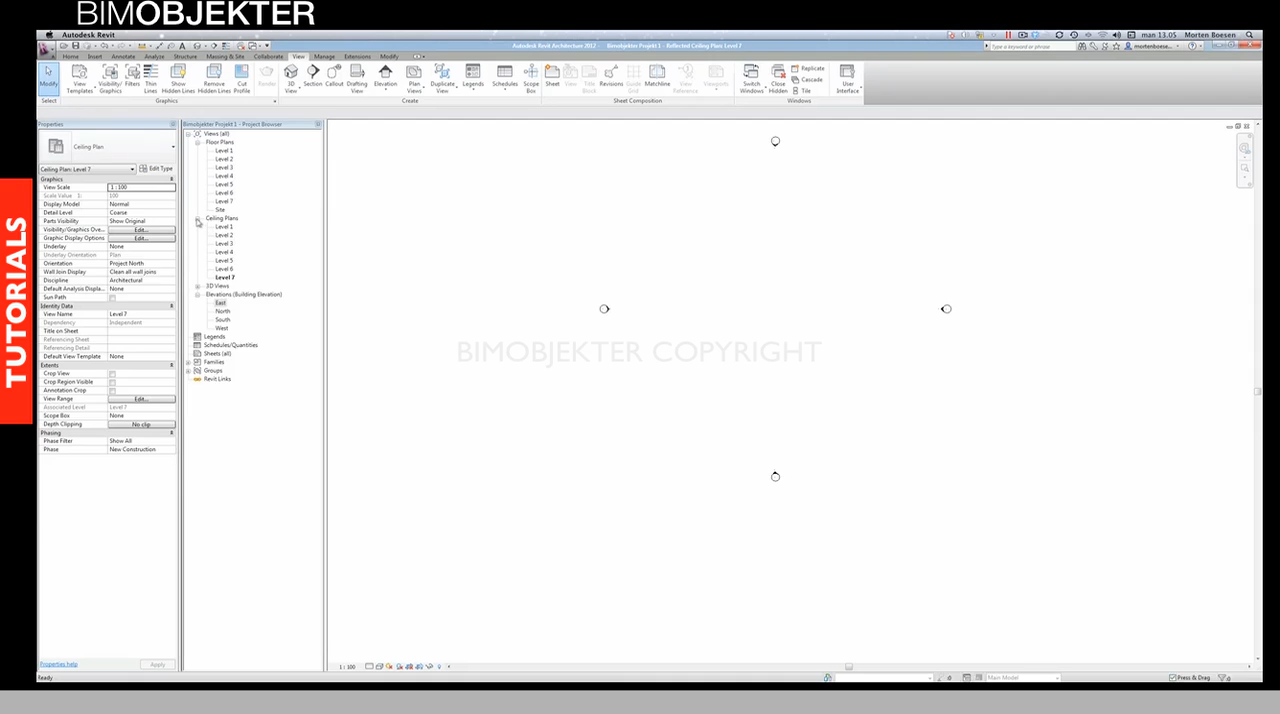 BIMOBJEKTER
Autodesk Revit
man 13.05 Morten Boesen
Autodesk Revit Architecture 2012 - Bimobjekter Projekt 1 - Reflected Ceiling Plan: Level 7
Type a keyword or phrase
Home Insert Annotate Analyze Structure Massing & Site Collaborate View Manage Extensions Modify
Modify View Templates Visibility/ Graphics Filters Thin Lines Show Hidden Lines Remove Hidden Lines Cut Profile Render 3D View Section Callout Plan Views Elevation Drafting View Duplicate View Legends Schedules Scope Box Sheet View Title Block Revisions Guide Grid Matchline View Reference Viewports Switch Windows Close Hidden Replicate Cascade Tile User Interface
Select Graphics Create Sheet Composition Windows
Properties
Ceiling Plan
Ceiling Plan: Level 7 Edit Type
Graphics
View Scale 1 : 100
Scale Value 1: 100
Display Model Normal
Detail Level Coarse
Parts Visibility Show Original
Visibility/Graphics Ove... Edit...
Graphic Display Options Edit...
Underlay None
Underlay Orientation Plan
Orientation Project North
Wall Join Display Clean all wall joins
Discipline Architectural
Default Analysis Displa... None
Sun Path
Identity Data
View Name Level 7
Dependency Independent
Title on Sheet
Referencing Sheet
Referencing Detail
Default View Template None
Extents
Crop View
Crop Region Visible
Annotation Crop
View Range Edit...
Associated Level Level 7
Scope Box None
Depth Clipping No clip
Phasing
Phase Filter Show All
Phase New Construction
Properties help Apply
Bimobjekter Projekt 1 - Project Browser
Views (all)
Floor Plans
Level 1
Level 2
Level 3
Level 4
Level 5
Level 6
Level 7
Site
Ceiling Plans
Level 1
Level 2
Level 3
Level 4
Level 5
Level 6
Level 7
3D Views
Elevations (Building Elevation)
East
North
South
West
Legends
Schedules/Quantities
Sheets (all)
Families
Groups
Revit Links
BIMOBJEKTER COPYRIGHT
TUTORIALS
1 : 100
Ready
Main Model
Press & Drag